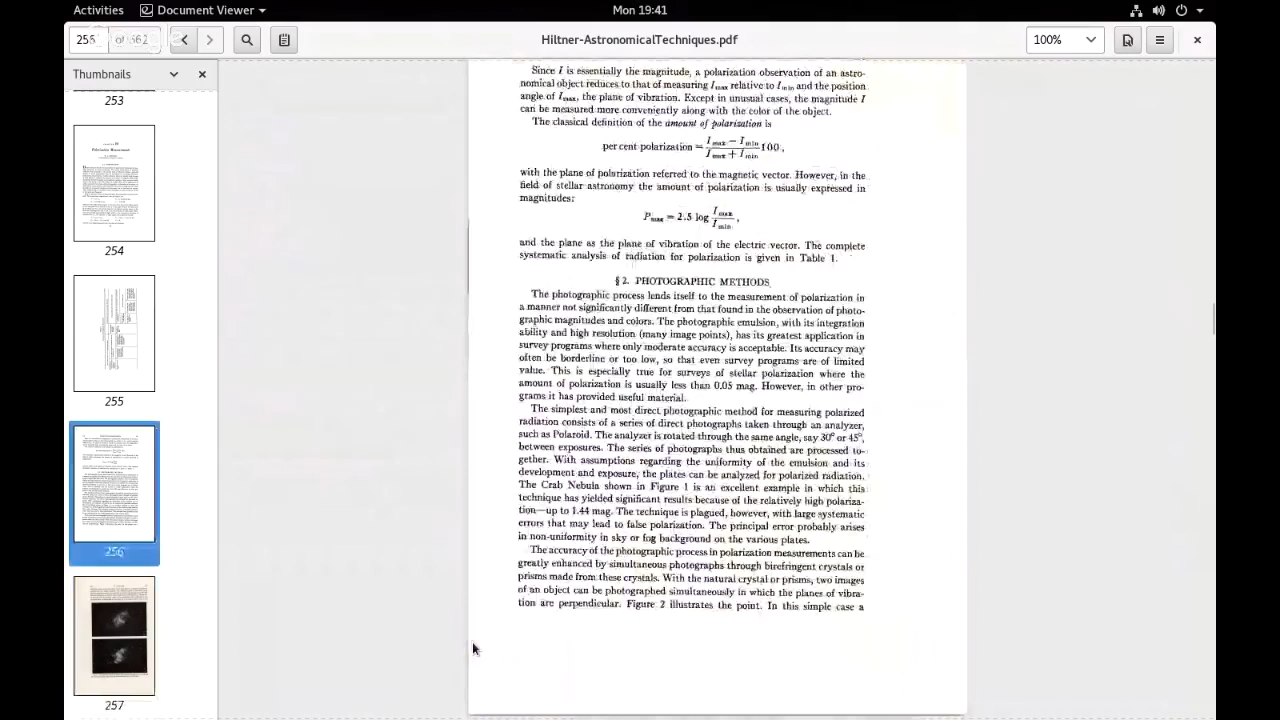 Activities Document Viewer Mon 19:41
256 of 662 Hiltner-AstronomicalTechniques.pdf 100%
Thumbnails
253
254
255
256
257
Since I is essentially the magnitude, a polarization observation of an astro-
nomical object reduces to that of measuring Imax relative to Imin and the position
angle of Imax, the plane of vibration. Except in unusual cases, the magnitude I
can be measured more conveniently along with the color of the object.
The classical definition of the amount of polarization is
per cent polarization = (Imax − Imin)/(Imax + Imin) 100 ,
with the plane of polarization referred to the magnetic vector. However, in the
field of stellar astronomy the amount of polarization is usually expressed in
magnitudes:
Pmag = 2.5 log Imax/Imin ,
and the plane as the plane of vibration of the electric vector. The complete
systematic analysis of radiation for polarization is given in Table 1.
§ 2. PHOTOGRAPHIC METHODS
The photographic process lends itself to the measurement of polarization in
a manner not significantly different from that found in the observation of photo-
graphic magnitudes and colors. The photographic emulsion, with its integration
ability and high resolution (many image points), has its greatest application in
survey programs where only moderate accuracy is acceptable. Its accuracy may
often be borderline or too low, so that even survey programs are of limited
value. This is especially true for surveys of stellar polarization where the
amount of polarization is usually less than 0.05 mag. However, in other pro-
grams it has provided useful material.
The simplest and most direct photographic method for measuring polarized
radiation consists of a series of direct photographs taken through an analyzer,
such as Polaroid. The analyzer is rotated through the same angle, say 30° or 45°,
between exposures. The series of photographs thus obtained are processed to-
gether. With assumptions regarding the uniformity of the emulsion and its
development and exposure, the plates can be analyzed for polarized radiation.
The Crab Nebula shown in Figure 1 is an excellent example in which this
technique has yielded significant results because of the relatively high polariza-
tion—up to 1.44 mag. The technique is plagued, however, with large systematic
errors that may lead to false polarization. The principal error probably arises
in non-uniformity in sky or fog background on the various plates.
The accuracy of the photographic process in polarization measurements can be
greatly enhanced by simultaneous photographs through birefringent crystals or
prisms made from these crystals. With the natural crystal or prisms, two images
of an object can be photographed simultaneously in which the planes of vibra-
tion are perpendicular. Figure 2 illustrates the point. In this simple case a